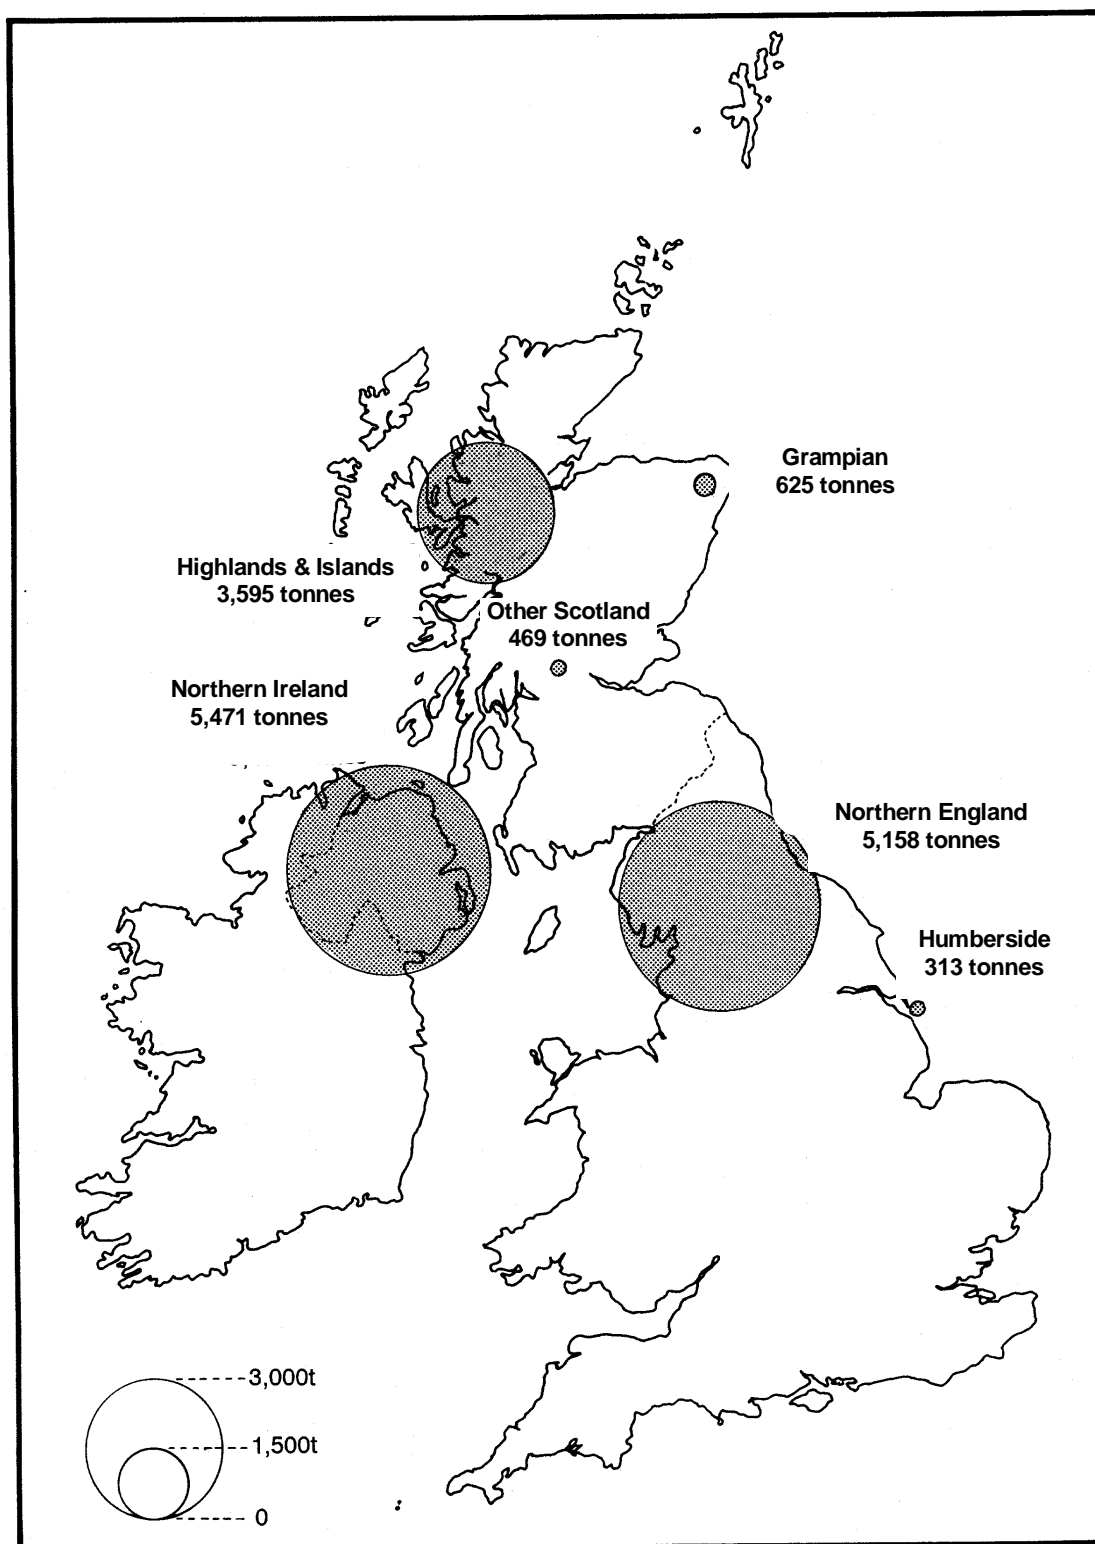 Grampian
625 tonnes
Highlands & Islands
3,595 tonnes
Other Scotland
469 tonnes
Northern Ireland
5,471 tonnes
Northern England
5,158 tonnes
Humberside
313 tonnes
3,000t
1,500t
0